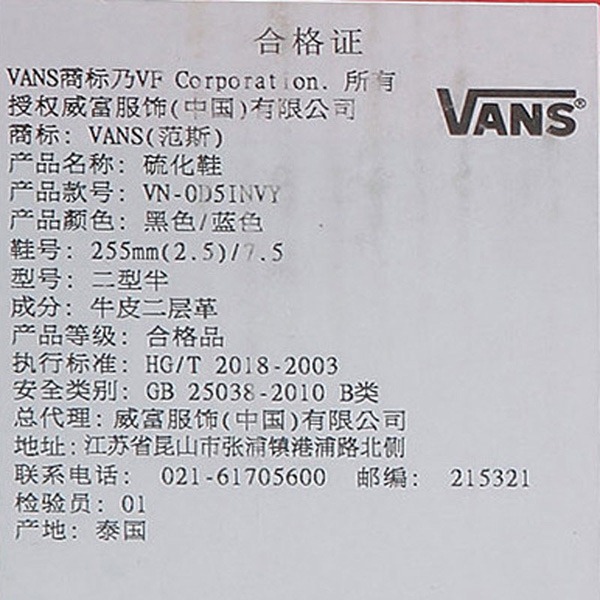 合格证
VANS商标乃VF Corporation. 所有
授权威富服饰(中国)有限公司
VANS®
商标: VANS(范斯)
产品名称: 硫化鞋
产品款号: VN-0D5INVY
产品颜色: 黑色/蓝色
鞋号: 255mm(2.5)/7.5
型号: 二型半
成分: 牛皮二层革
产品等级: 合格品
执行标准: HG/T 2018-2003
安全类别: GB 25038-2010 B类
总代理: 威富服饰(中国)有限公司
地址: 江苏省昆山市张浦镇港浦路北侧
联系电话: 021-61705600 邮编: 215321
检验员: 01
产地: 泰国